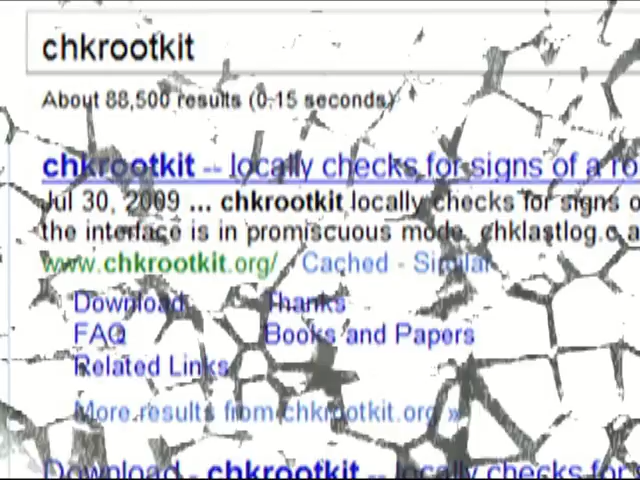 chkrootkit
About 88,500 results (0.15 seconds)
chkrootkit -- locally checks for signs of a ro
Jul 30, 2009 ... chkrootkit locally checks for signs o
the interface is in promiscuous mode. chklastlog.c a
www.chkrootkit.org/ Cached - Similar
Download Thanks
FAQ Books and Papers
Related Links
More results from chkrootkit.org »
Download - chkrootkit -- locally checks for